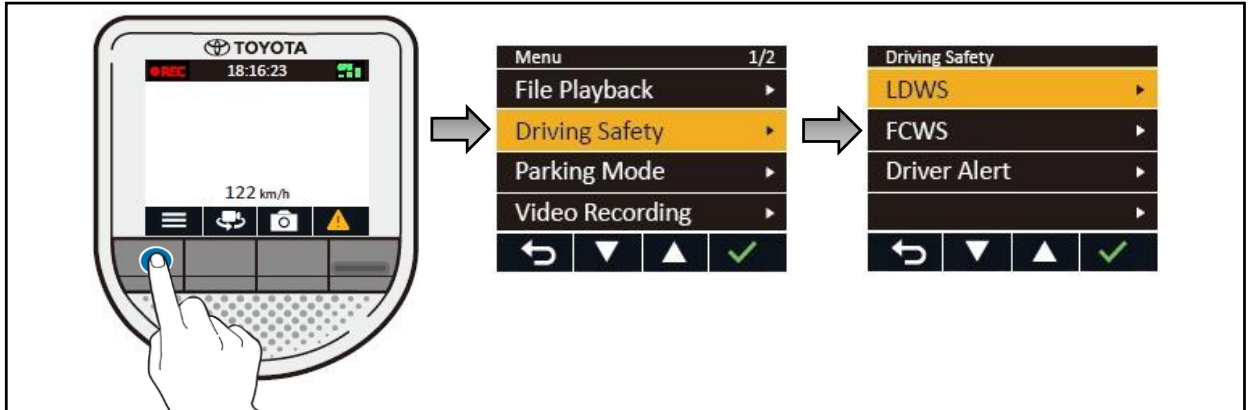 TOYOTA
REC 18:16:23 GPS
122 km/h
Menu 1/2
File Playback
Driving Safety
Parking Mode
Video Recording
Driving Safety
LDWS
FCWS
Driver Alert